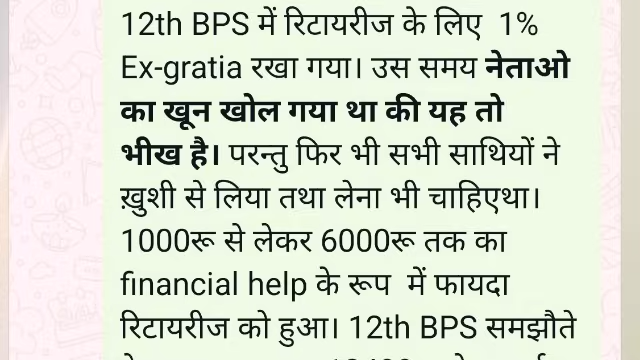 12th BPS में रिटायरीज के लिए 1%
Ex-gratia रखा गया। उस समय नेताओ
का खून खोल गया था की यह तो
भीख है। परन्तु फिर भी सभी साथियों ने
ख़ुशी से लिया तथा लेना भी चाहिएथा।
1000रू से लेकर 6000रू तक का
financial help के रूप में फायदा
रिटायरीज को हुआ। 12th BPS समझौते